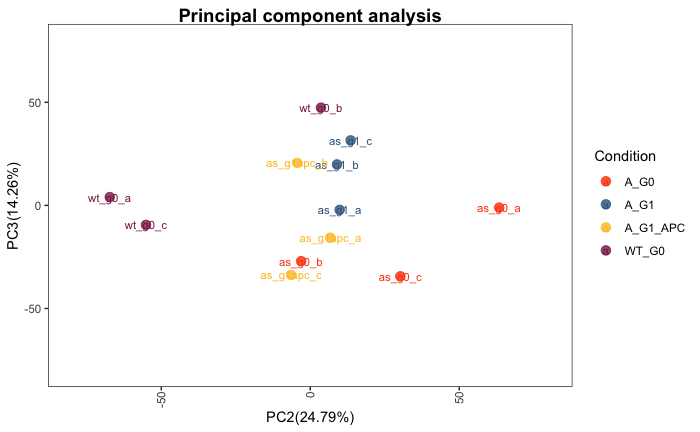 Principal component analysis
wt_g0_b
as_g1_c
as_g1_apc_b
as_g1_b
wt_g0_a
as_g1_a
as_g0_a
wt_g0_c
as_g1apc_a
as_g0_b
as_g1apc_c
as_g0_c
50
0
-50
-50
0
50
PC3(14.26%)
PC2(24.79%)
Condition
a A_G0
a A_G1
a A_G1_APC
a WT_G0